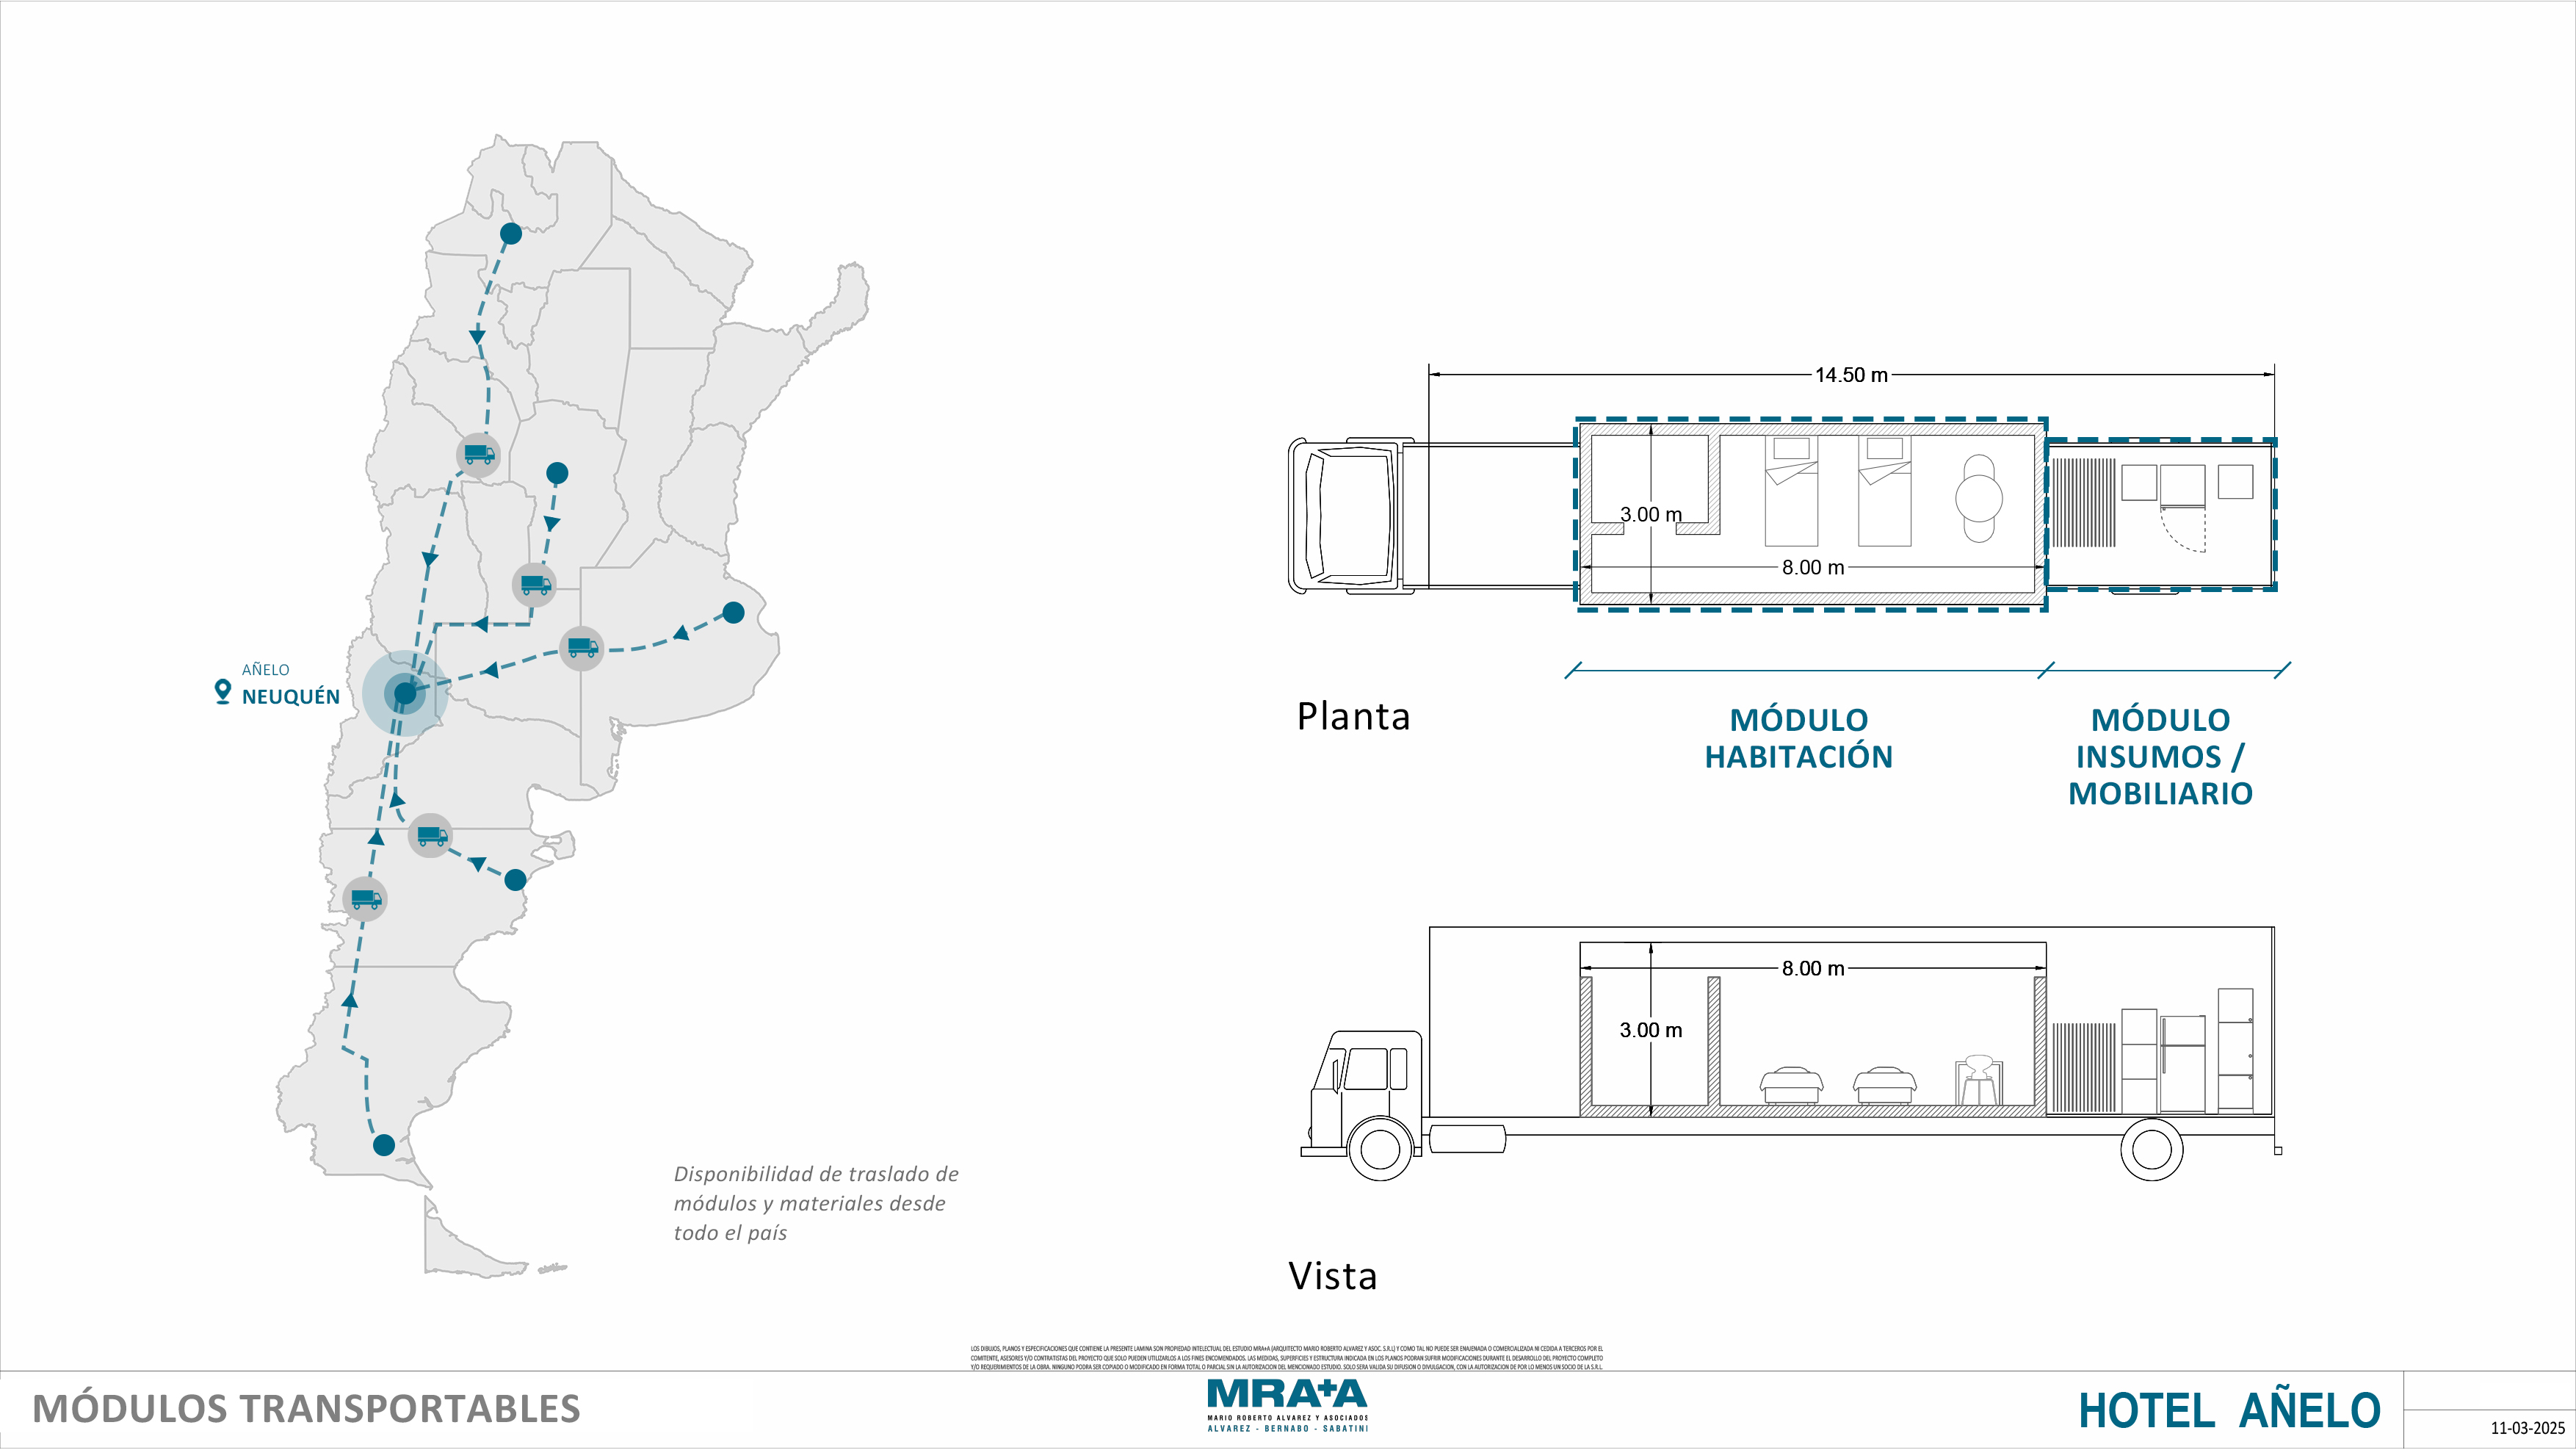 AÑELO
NEUQUÉN
Disponibilidad de traslado de
módulos y materiales desde
todo el país
14.50 m
3.00 m
8.00 m
Planta
MÓDULO
HABITACIÓN
MÓDULO
INSUMOS /
MOBILIARIO
8.00 m
3.00 m
Vista
LOS DIBUJOS, PLANOS Y ESPECIFICACIONES QUE CONTIENE LA PRESENTE LAMINA SON PROPIEDAD INTELECTUAL DEL ESTUDIO MRA+A (ARQUITECTO MARIO ROBERTO ALVAREZ Y ASOC. S.R.L) Y COMO TAL NO PUEDE SER ENAJENADA O COMERCIALIZADA NI CEDIDA A TERCEROS POR EL
COMITENTE, ASESORES Y/O CONTRATISTAS DEL PROYECTO QUE SOLO PUEDEN UTILIZARLOS A LOS FINES ENCOMENDADOS. LAS MEDIDAS, SUPERFICIES Y ESTRUCTURA INDICADA EN LOS PLANOS PODRAN SUFRIR MODIFICACIONES DURANTE EL DESARROLLO DEL PROYECTO COMPLETO
Y/O REQUERIMIENTOS DE LA OBRA. NINGUNO PODRA SER COPIADO O MODIFICADO EN FORMA TOTAL O PARCIAL SIN LA AUTORIZACION DEL MENCIONADO ESTUDIO. SOLO SERA VALIDA SU DIFUSION O DIVULGACION, CON LA AUTORIZACION DE POR LO MENOS UN SOCIO DE LA S.R.L.
MÓDULOS TRANSPORTABLES
MRA+A
MARIO ROBERTO ALVAREZ Y ASOCIADOS
ALVAREZ - BERNABO - SABATINI
HOTEL AÑELO
11-03-2025